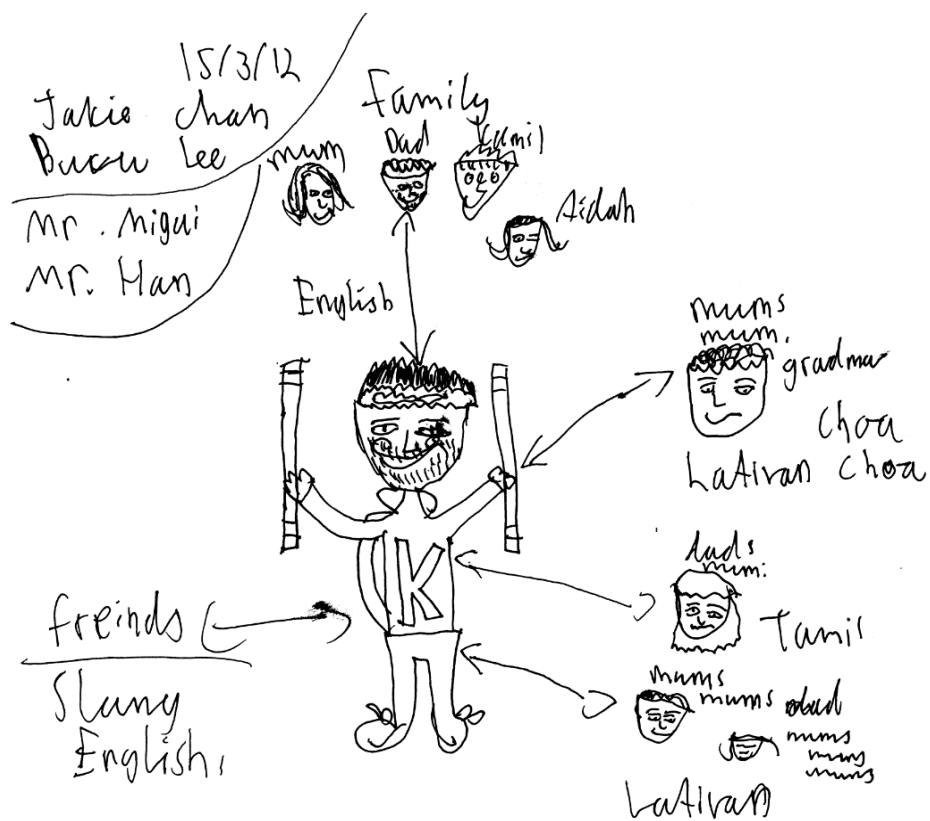 15/3/12
Jakie chan
Lee
Mr. Migui
Mr. Han
Family
mum
Dad
Aidah
English
mums
mum.
gradma
choa
Lativan choa
K
dads
mum.
Tamil
freinds
Slang
English.
mums
mums dad
mums
mums
mums
Lativan